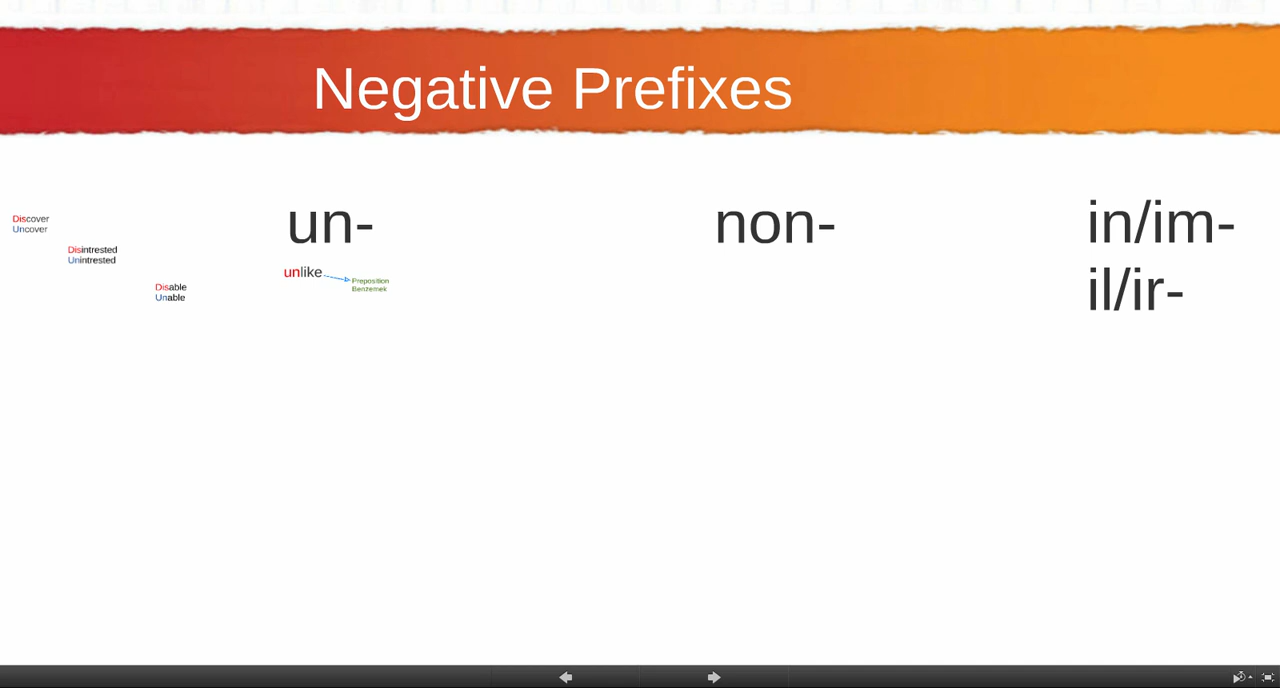 Negative Prefixes
Discover
Uncover
Disintrested
Unintrested
Disable
Unable
un-
unlike
Preposition
Benzemek
non-
in/im-
il/ir-